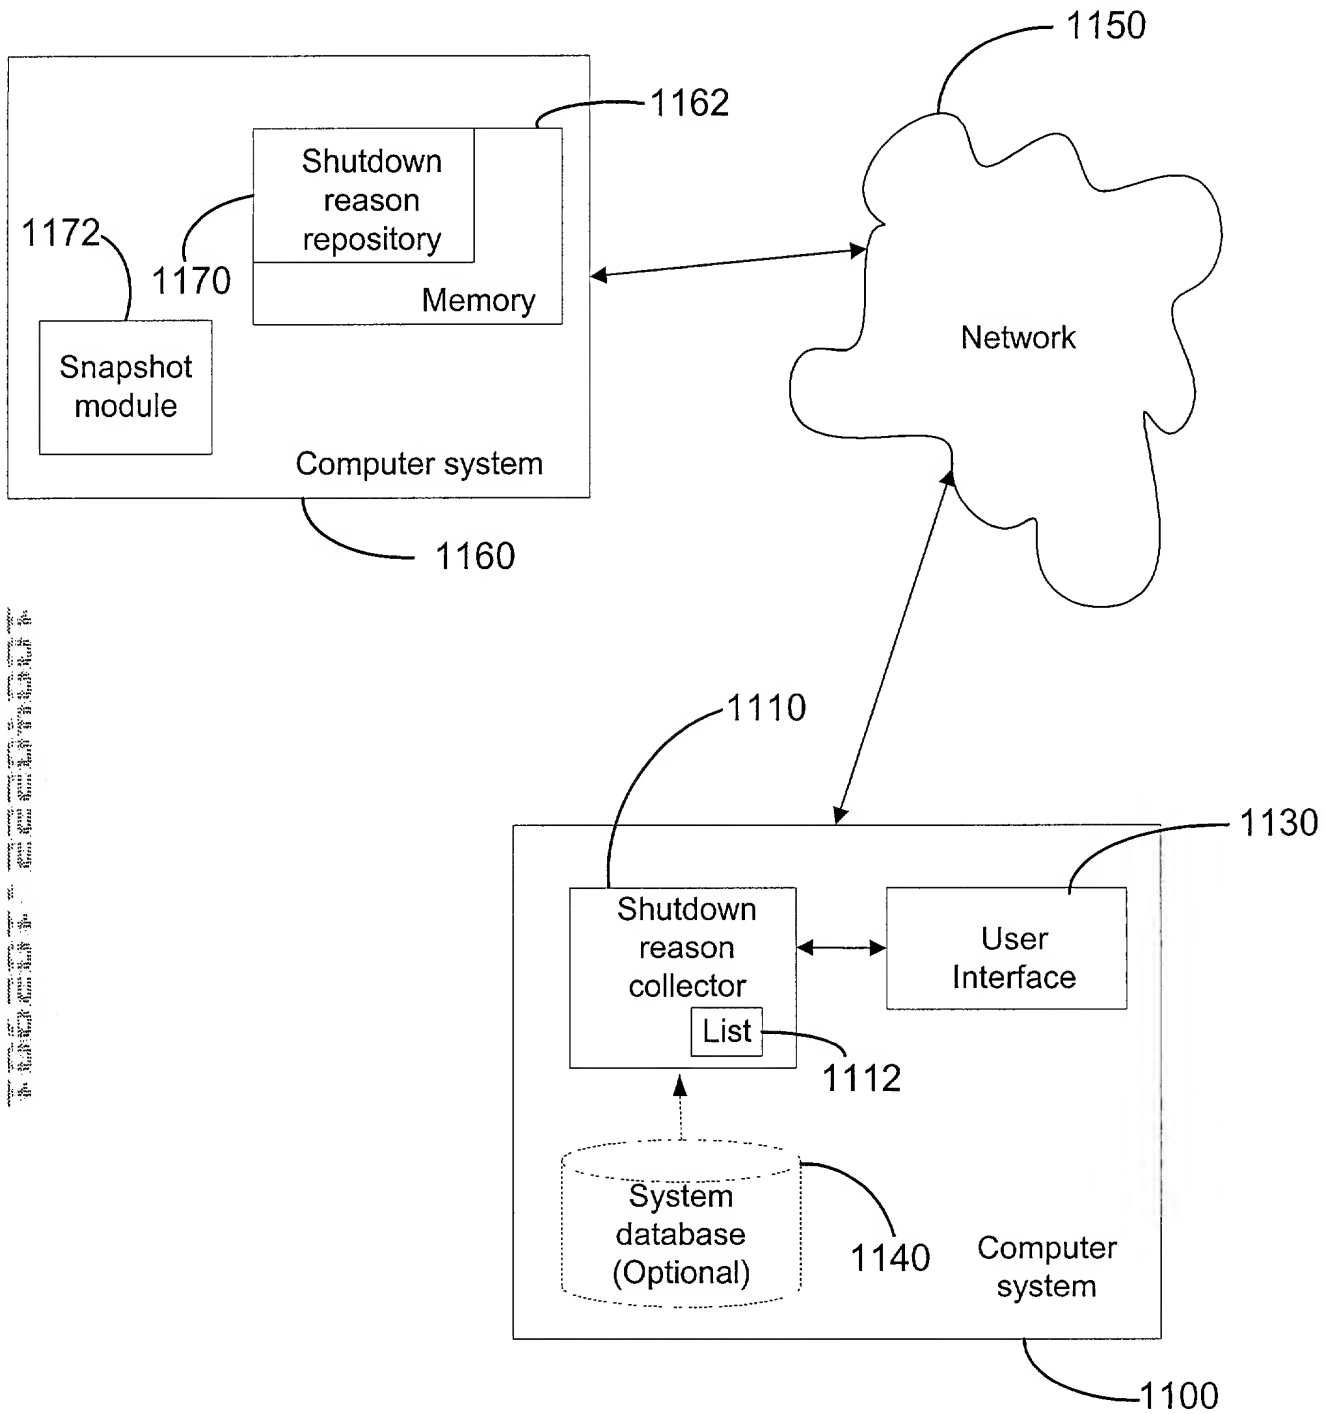 1150
1162
Shutdown
reason
repository
1172
1170
Memory
Network
Snapshot
module
Computer system
1160
1110
1130
Shutdown
reason
collector
User
Interface
List
1112
System
database
(Optional)
1140
Computer
system
1100